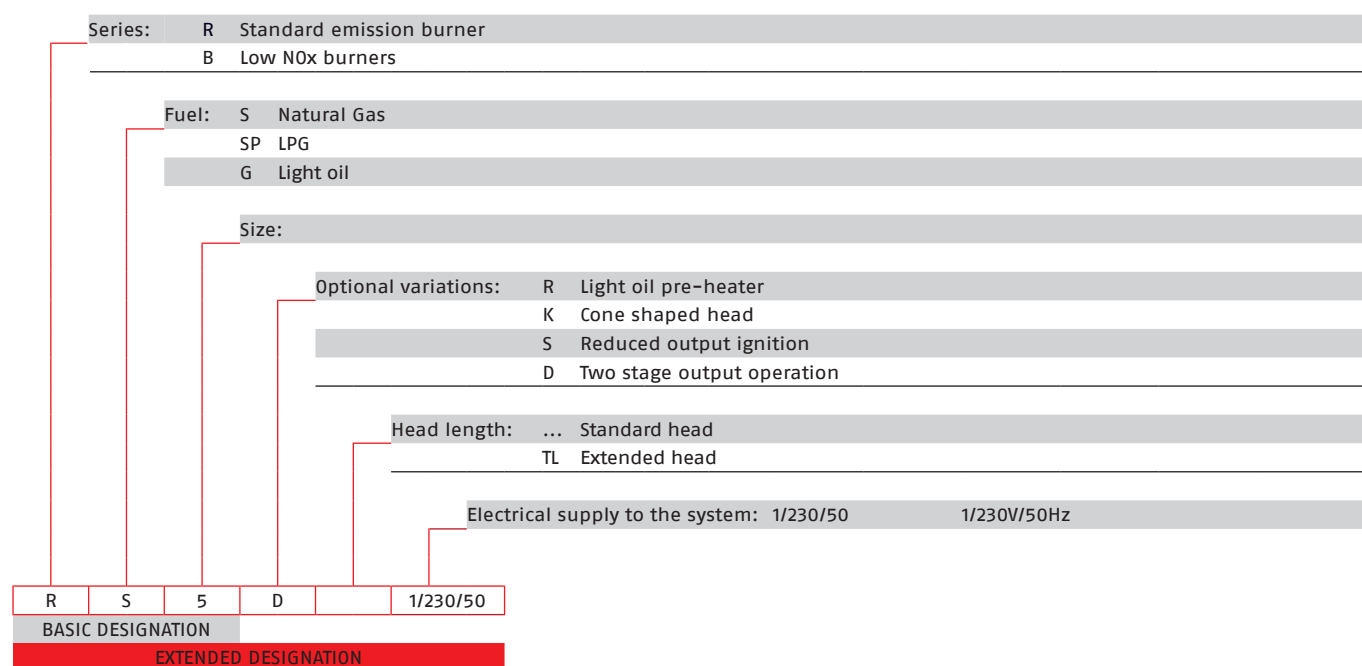 Series: R Standard emission burner
B Low N0x burners
Fuel: S Natural Gas
SP LPG
G Light oil
Size:
Optional variations: R Light oil pre-heater
K Cone shaped head
S Reduced output ignition
D Two stage output operation
Head length: ... Standard head
TL Extended head
Electrical supply to the system: 1/230/50 1/230V/50Hz
R S 5 D 1/230/50
BASIC DESIGNATION
EXTENDED DESIGNATION